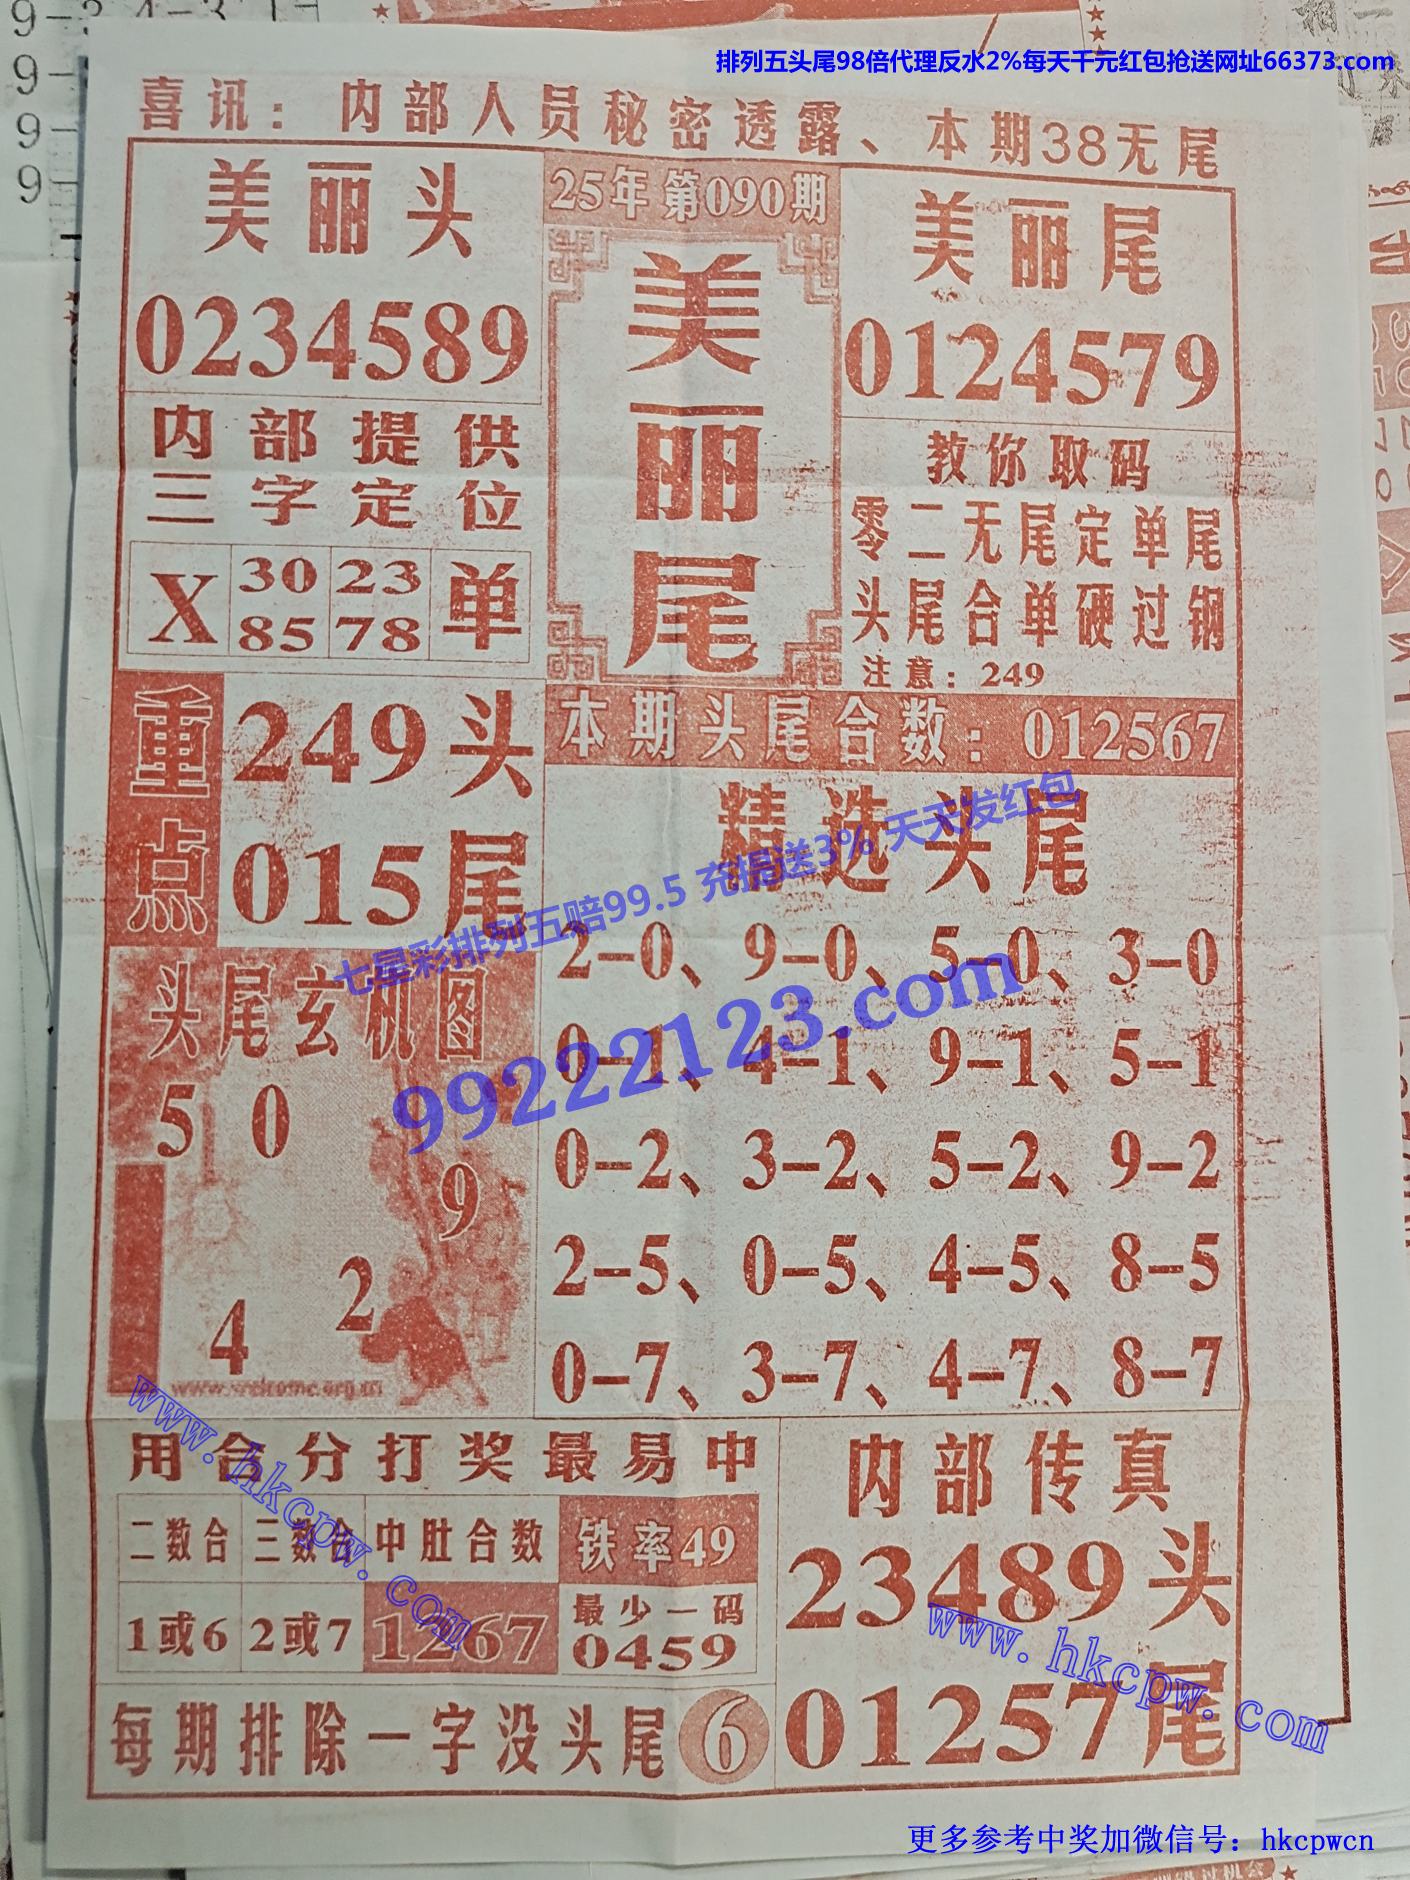 排列五头尾98倍代理反水2%每天千元红包抢送网址66373.com
喜讯：内部人员秘密透露、本期38无尾
美丽头
0234589
25年第090期
美丽尾
美丽尾
0124579
内部提供
三字定位
X
30 23
85 78
单
教你取码
零二无尾定单尾
头尾合单硬过钢
注意：249
重点
249头
015尾
本期头尾合数：012567
精选头尾
2-0、9-0、5-0、3-0
0-1、4-1、9-1、5-1
0-2、3-2、5-2、9-2
2-5、0-5、4-5、8-5
0-7、3-7、4-7、8-7
七星彩排列五赔99.5 充提送3% 天天发红包
99222123.com
头尾玄机图
5 0
9
2
4
www.hkcpw.com
用合分打奖最易中
二数合 三数合 中肚合数 铁率49
1或6 2或7 1267
最少一码
0459
每期排除一字没头尾6
内部传真
23489头
01257尾
www.hkcpw.com
更多参考中奖加微信号：hkcpwcn